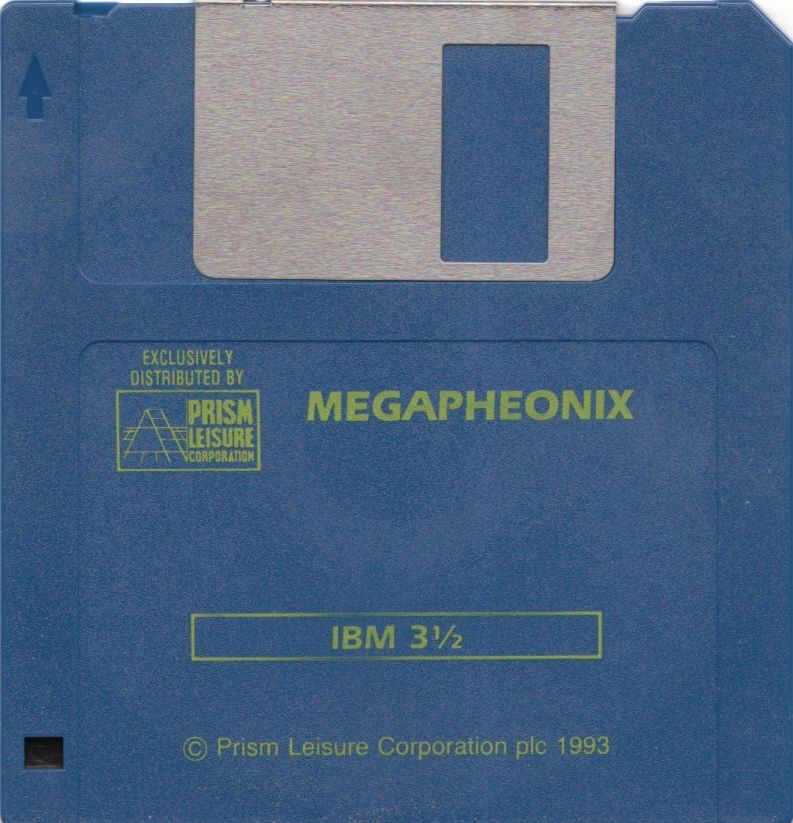 EXCLUSIVELY
DISTRIBUTED BY
PRISM
LEISURE
CORPORATION
MEGAPHEONIX
IBM 3½
© Prism Leisure Corporation plc 1993